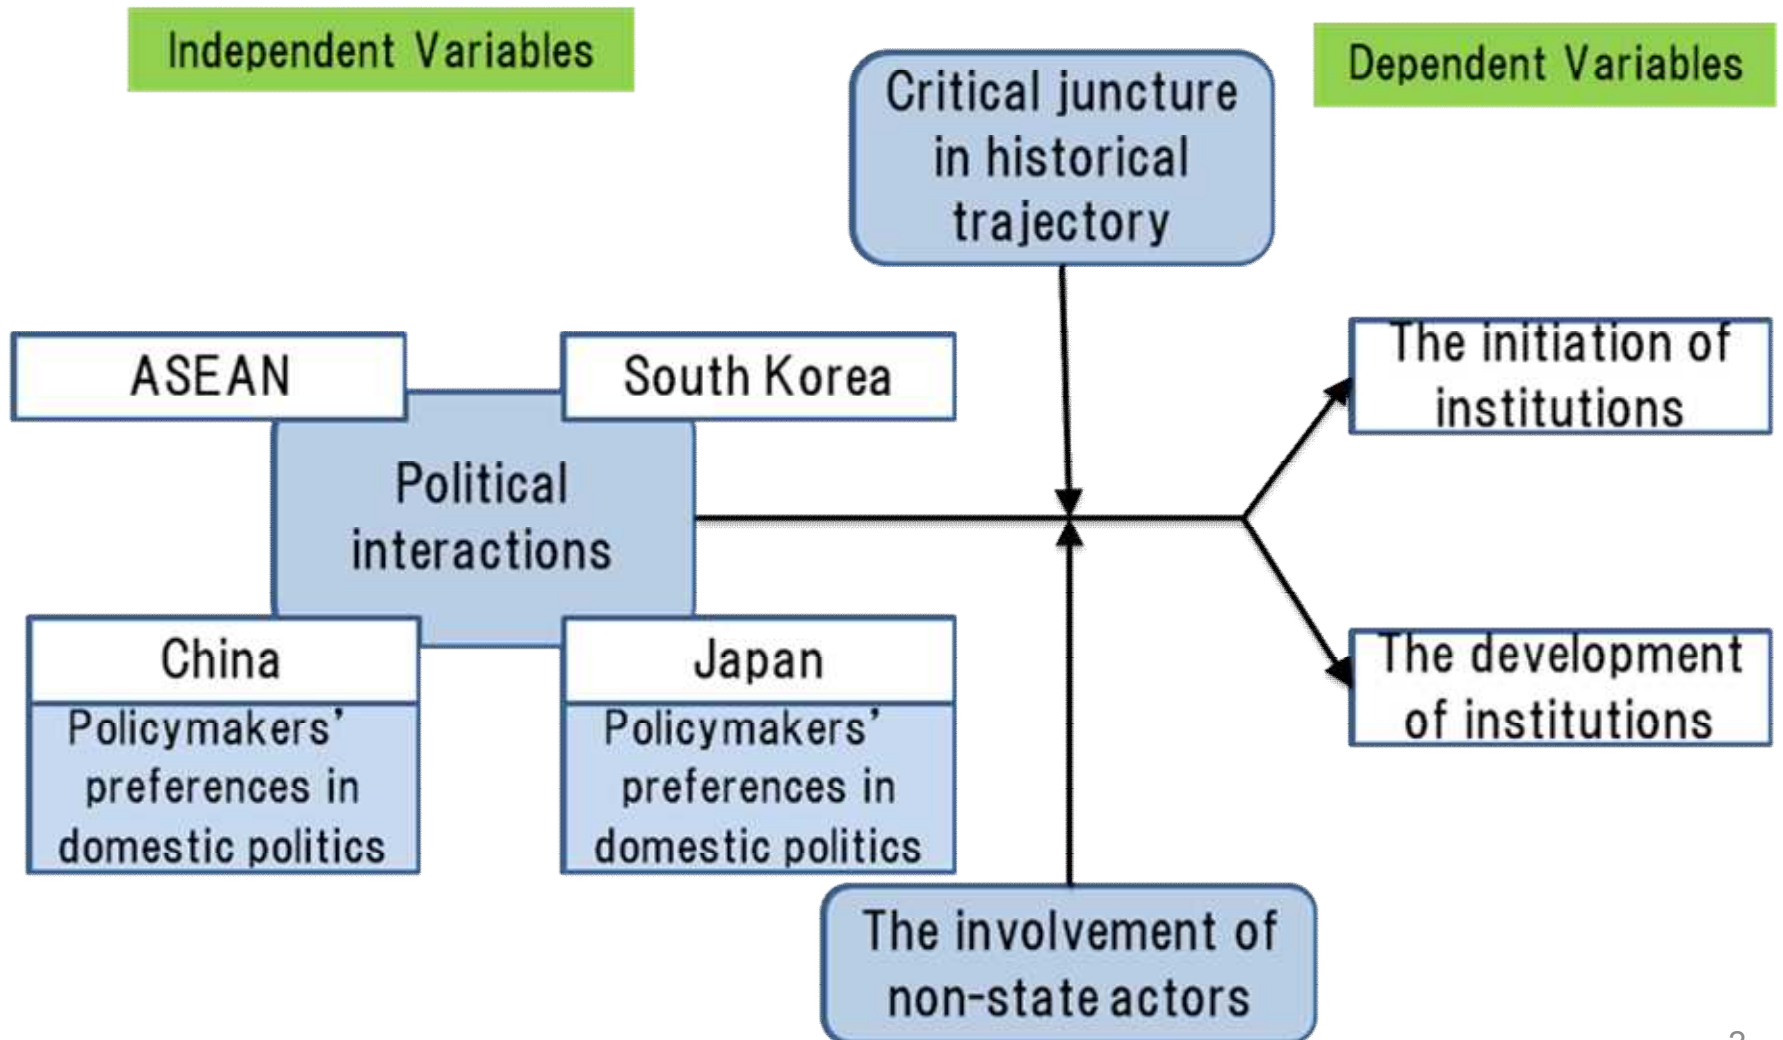 Independent Variables
Dependent Variables
Critical juncture
in historical
trajectory
ASEAN
South Korea
Political
interactions
The initiation of
institutions
China
Policymakers’
preferences in
domestic politics
Japan
Policymakers’
preferences in
domestic politics
The development
of institutions
The involvement of
non-state actors